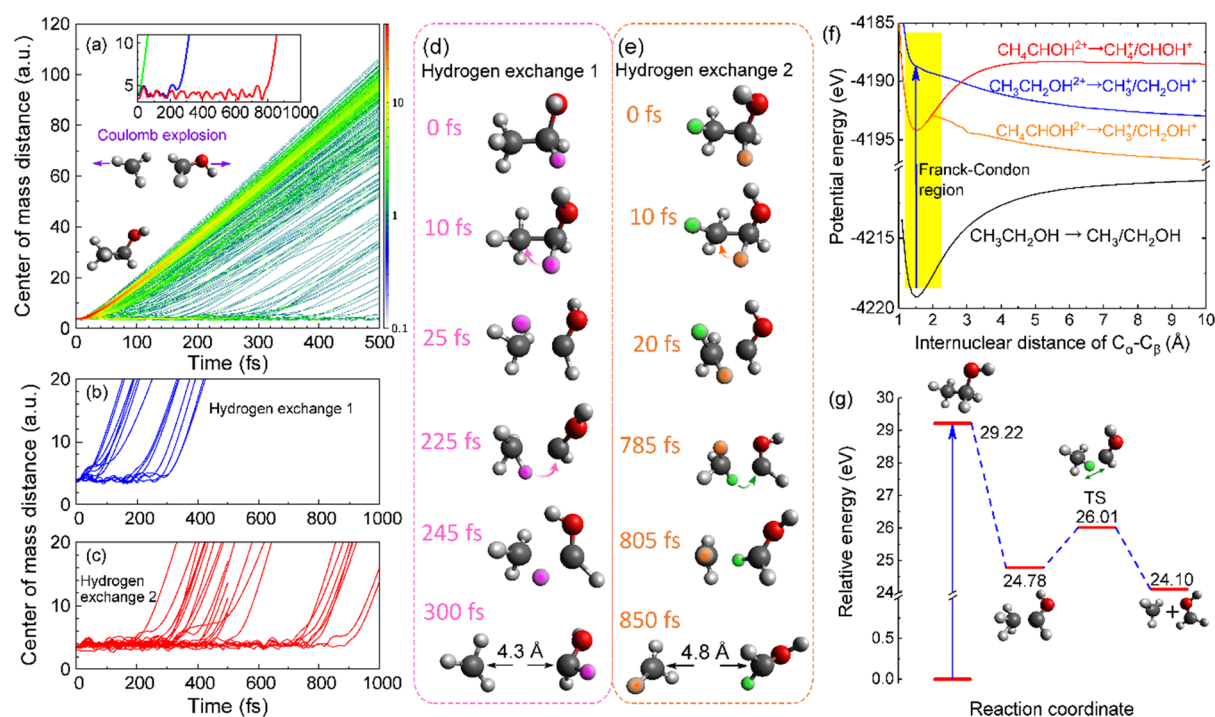 (a)
Center of mass distance (a.u.)
120
100
80
60
40
20
0
10
5
0 200 400 600 800 1000
Coulomb explosion
10
1
0.1
0 100 200 300 400 500
Time (fs)
(b)
Hydrogen exchange 1
20
10
0
0 200 400 600 800 1000
Center of mass distance (a.u.)
(c)
Hydrogen
exchange 2
20
10
0
0 200 400 600 800 1000
Time (fs)
(d)
Hydrogen exchange 1
0 fs
10 fs
25 fs
225 fs
245 fs
300 fs
4.3 Å
(e)
Hydrogen exchange 2
0 fs
10 fs
20 fs
785 fs
805 fs
850 fs
4.8 Å
(f)
Potential energy (eV)
-4185
-4190
-4195
-4215
-4220
CH₄CHOH²⁺→CH₄⁺/CHOH⁺
CH₃CH₂OH²⁺→CH₃⁺/CH₂OH⁺
CH₄CHOH²⁺→CH₃⁺/CH₂OH⁺
Franck-Condon
region
CH₃CH₂OH → CH₃/CH₂OH
1 2 3 4 5 6 7 8 9 10
Internuclear distance of Cα-Cβ (Å)
(g)
Relative energy (eV)
30
29
28
27
26
25
24
0.5
0.0
29.22
24.78
TS
26.01
24.10
+
Reaction coordinate